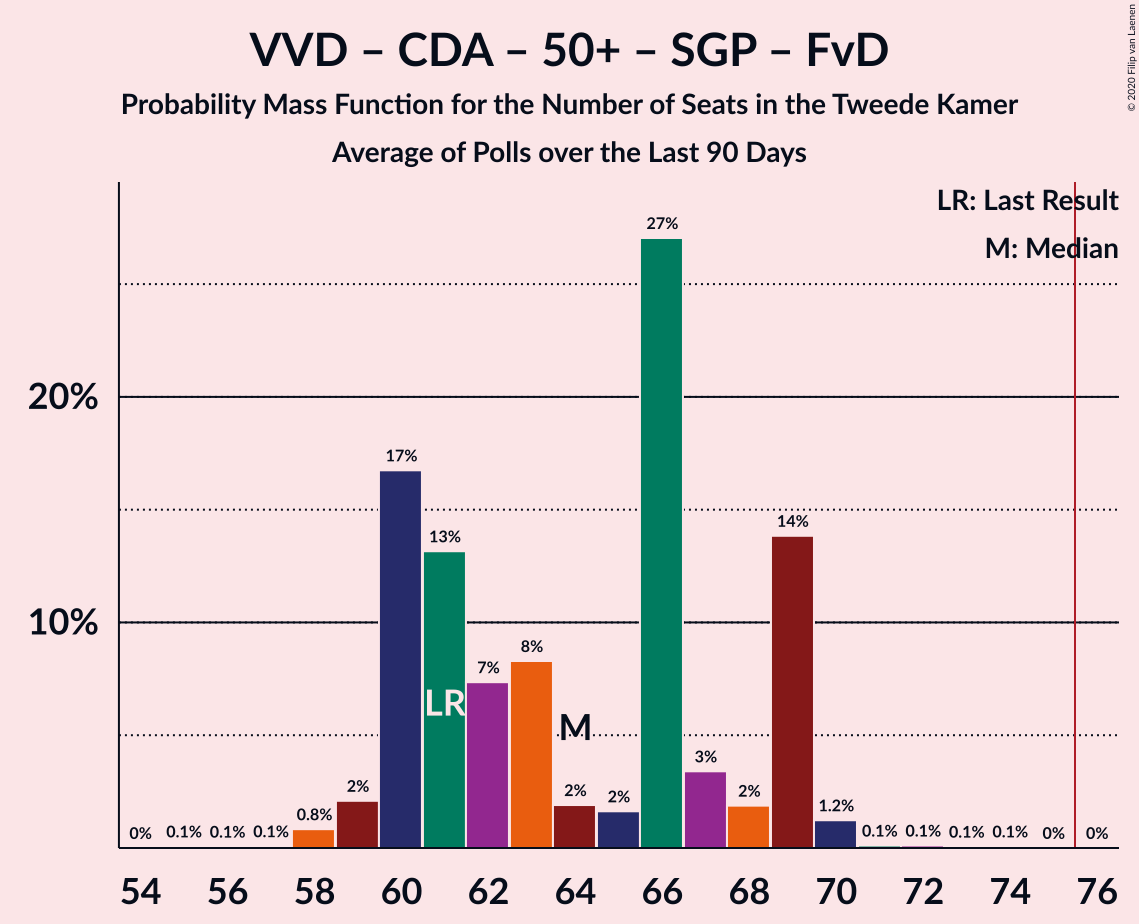 VVD – CDA – 50+ – SGP – FvD
Probability Mass Function for the Number of Seats in the Tweede Kamer
Average of Polls over the Last 90 Days
© 2020 Filip van Laenen
LR: Last Result
M: Median
20%
10%
0%
0.1%
0.1%
0.1%
0.8%
2%
17%
13%
7%
8%
2%
2%
27%
3%
2%
14%
1.2%
0.1%
0.1%
0.1%
0.1%
0%
0%
LR
M
54 56 58 60 62 64 66 68 70 72 74 76